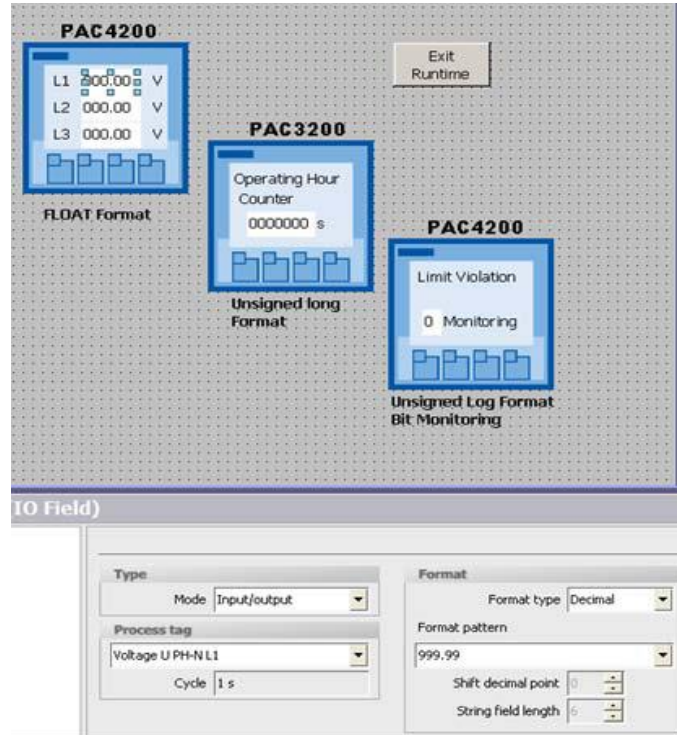 PAC4200
L1 000.00 V
L2 000.00 V
L3 000.00 V
FLOAT Format
Exit
Runtime
PAC3200
Operating Hour
Counter
0000000 s
Unsigned long
Format
PAC4200
Limit Violation
0 Monitoring
Unsigned Log Format
Bit Monitoring
IO Field)
Type
Mode Input/output
Process tag
Voltage U PH-N L1
Cycle 1 s
Format
Format type Decimal
Format pattern
999.99
Shift decimal point 0
String field length 6